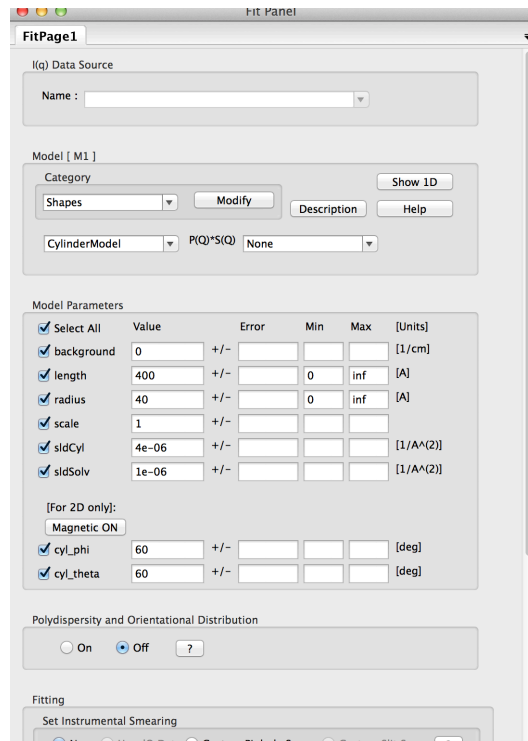 Fit Panel
FitPage1
I(q) Data Source
Name :
Model [ M1 ]
Category
Show 1D
Shapes Modify
Description Help
CylinderModel P(Q)*S(Q) None
Model Parameters
Select All Value Error Min Max [Units]
background 0 +/- [1/cm]
length 400 +/- 0 inf [A]
radius 40 +/- 0 inf [A]
scale 1 +/-
sldCyl 4e-06 +/- [1/A^(2)]
sldSolv 1e-06 +/- [1/A^(2)]
[For 2D only]:
Magnetic ON
cyl_phi 60 +/- [deg]
cyl_theta 60 +/- [deg]
Polydispersity and Orientational Distribution
On Off ?
Fitting
Set Instrumental Smearing